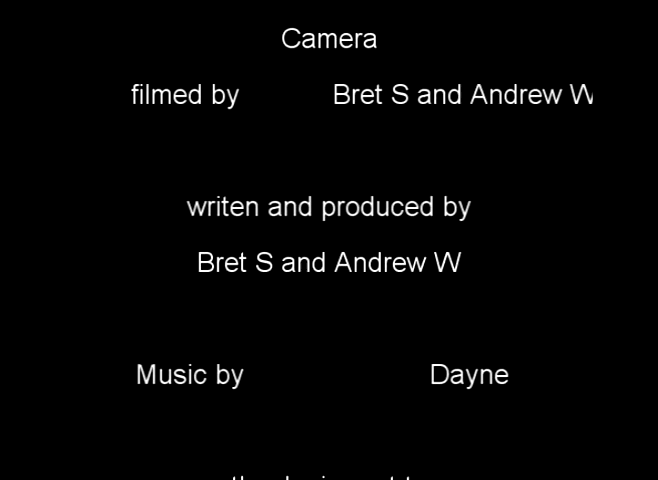 Camera
filmed by Bret S and Andrew W
writen and produced by
Bret S and Andrew W
Music by Dayne